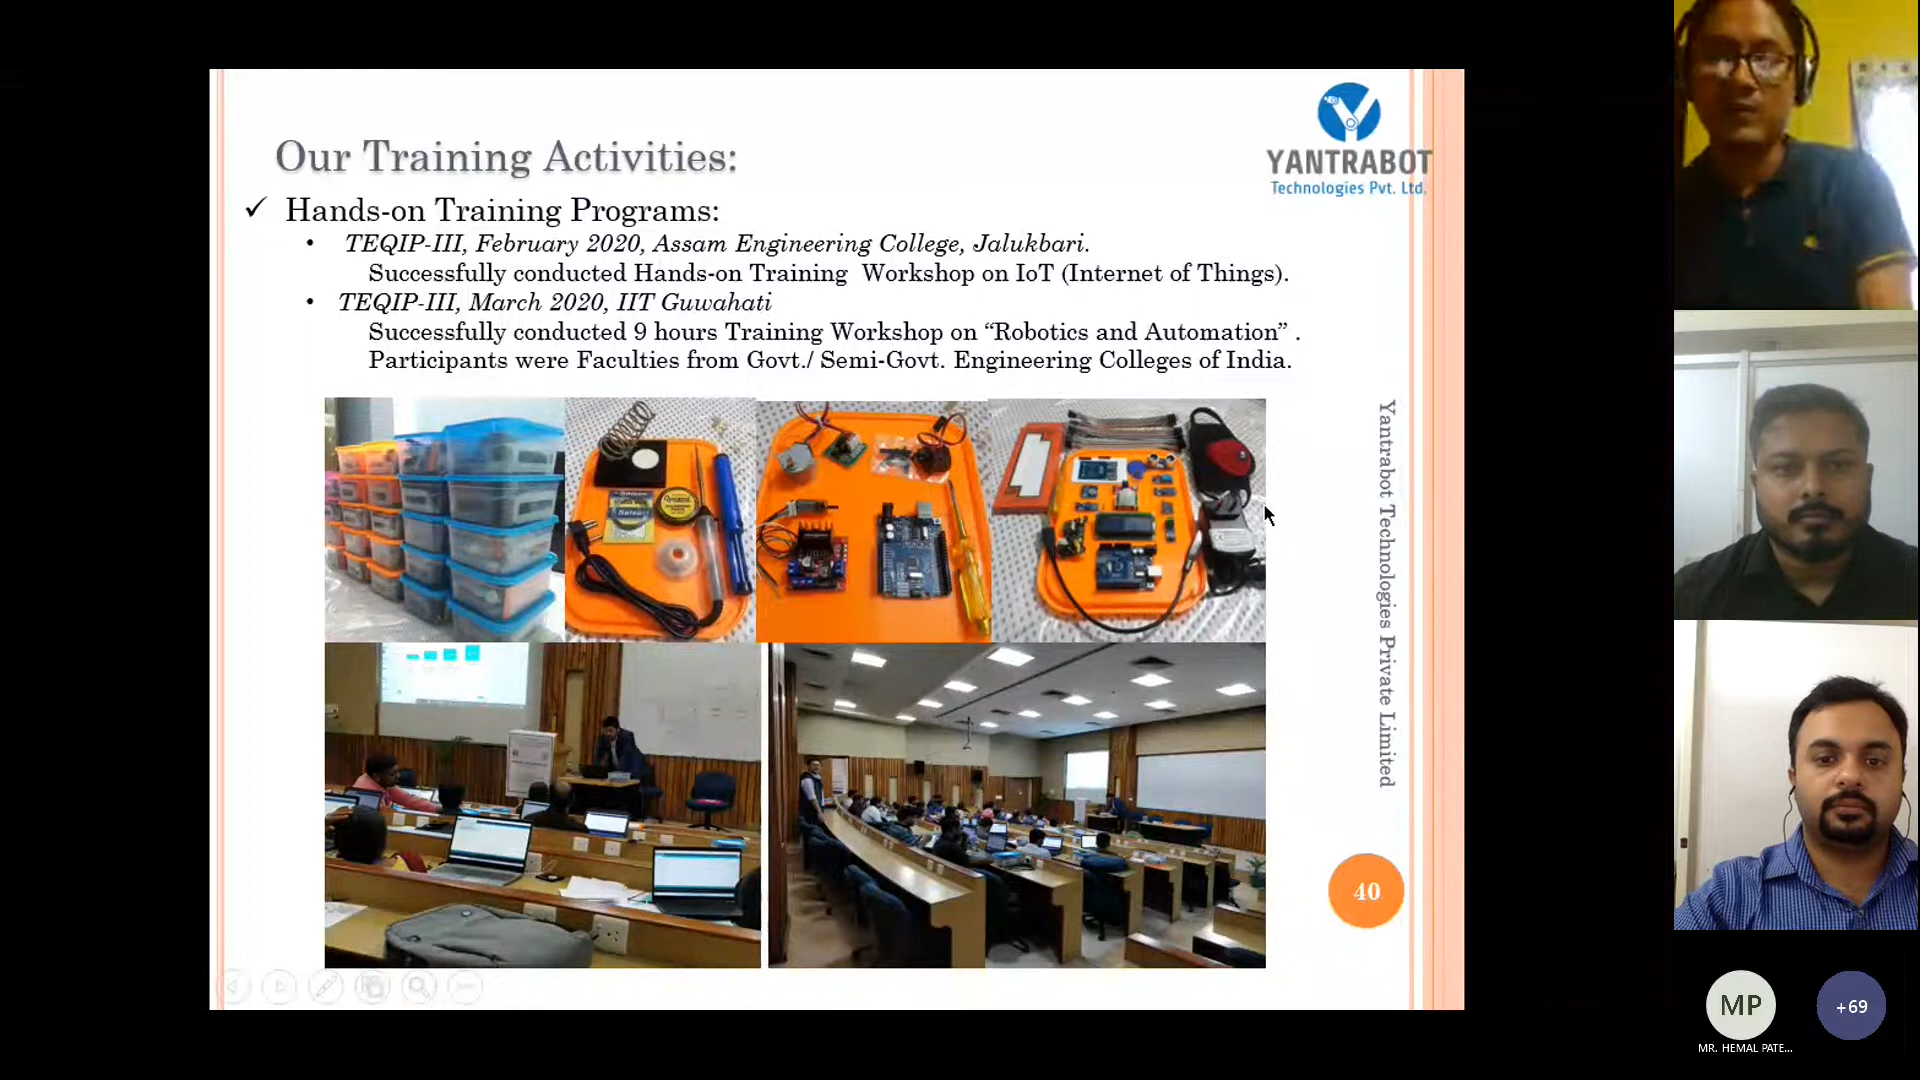 YANTRABOT
Technologies Pvt. Ltd.
Our Training Activities:
✓ Hands-on Training Programs:
• TEQIP-III, February 2020, Assam Engineering College, Jalukbari.
Successfully conducted Hands-on Training Workshop on IoT (Internet of Things).
• TEQIP-III, March 2020, IIT Guwahati
Successfully conducted 9 hours Training Workshop on “Robotics and Automation” .
Participants were Faculties from Govt./ Semi-Govt. Engineering Colleges of India.
Yantrabot Technologies Private Limited
40
MP
+69
MR. HEMAL PATE...